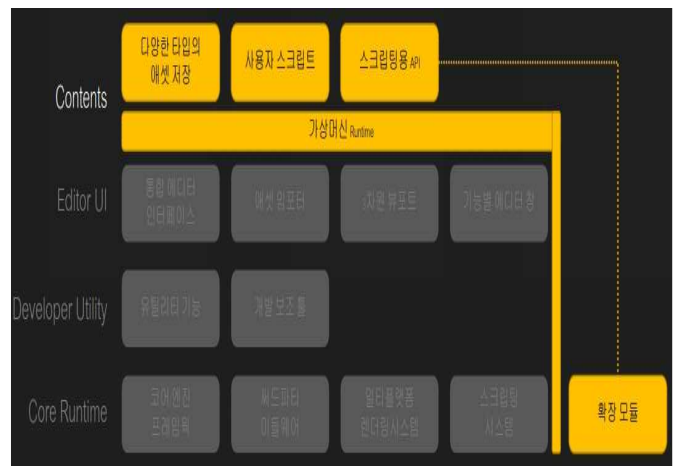 다양한 타입의
애셋 저장
사용자 스크립트
스크립팅용 API
Contents
가상머신 Runtime
Editor UI
통합 에디터
인터페이스
애셋 임포터
3차원 뷰포트
기능별 에디터 창
Developer Utility
유틸리티 기능
개발 보조 툴
Core Runtime
코어 엔진
프레임웍
써드파티
미들웨어
멀티플랫폼
렌더링시스템
스크립팅
시스템
확장 모듈